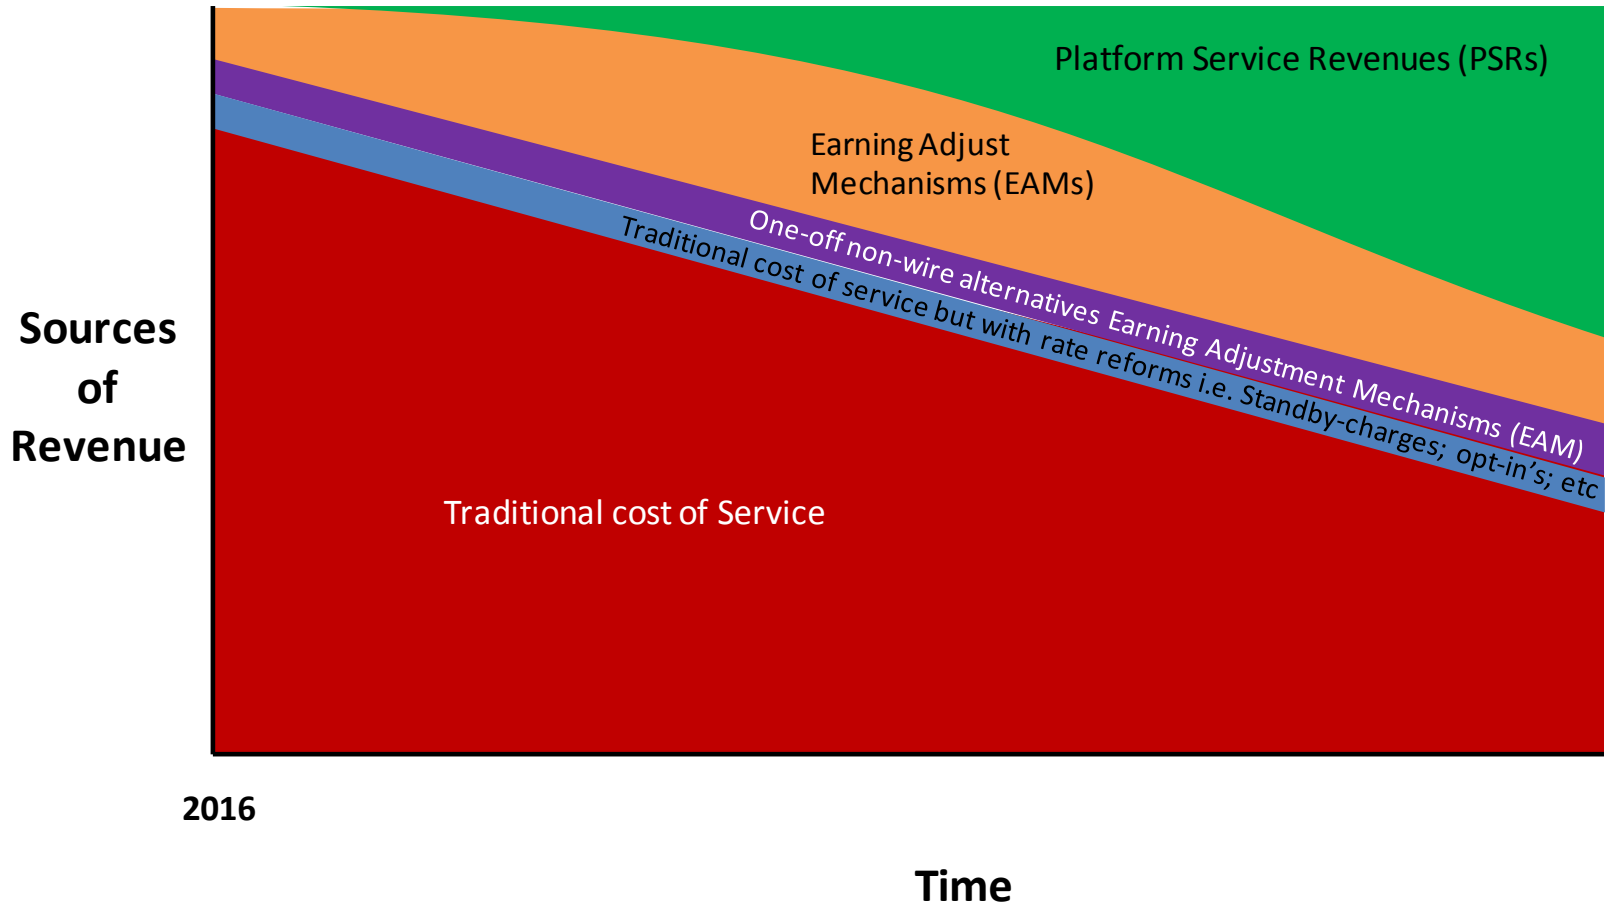 Platform Service Revenues (PSRs)
Earning Adjust
Mechanisms (EAMs)
One-off non-wire alternatives Earning Adjustment Mechanisms (EAM)
Traditional cost of service but with rate reforms i.e. Standby-charges; opt-in’s; etc
Sources
of
Revenue
Traditional cost of Service
2016
Time